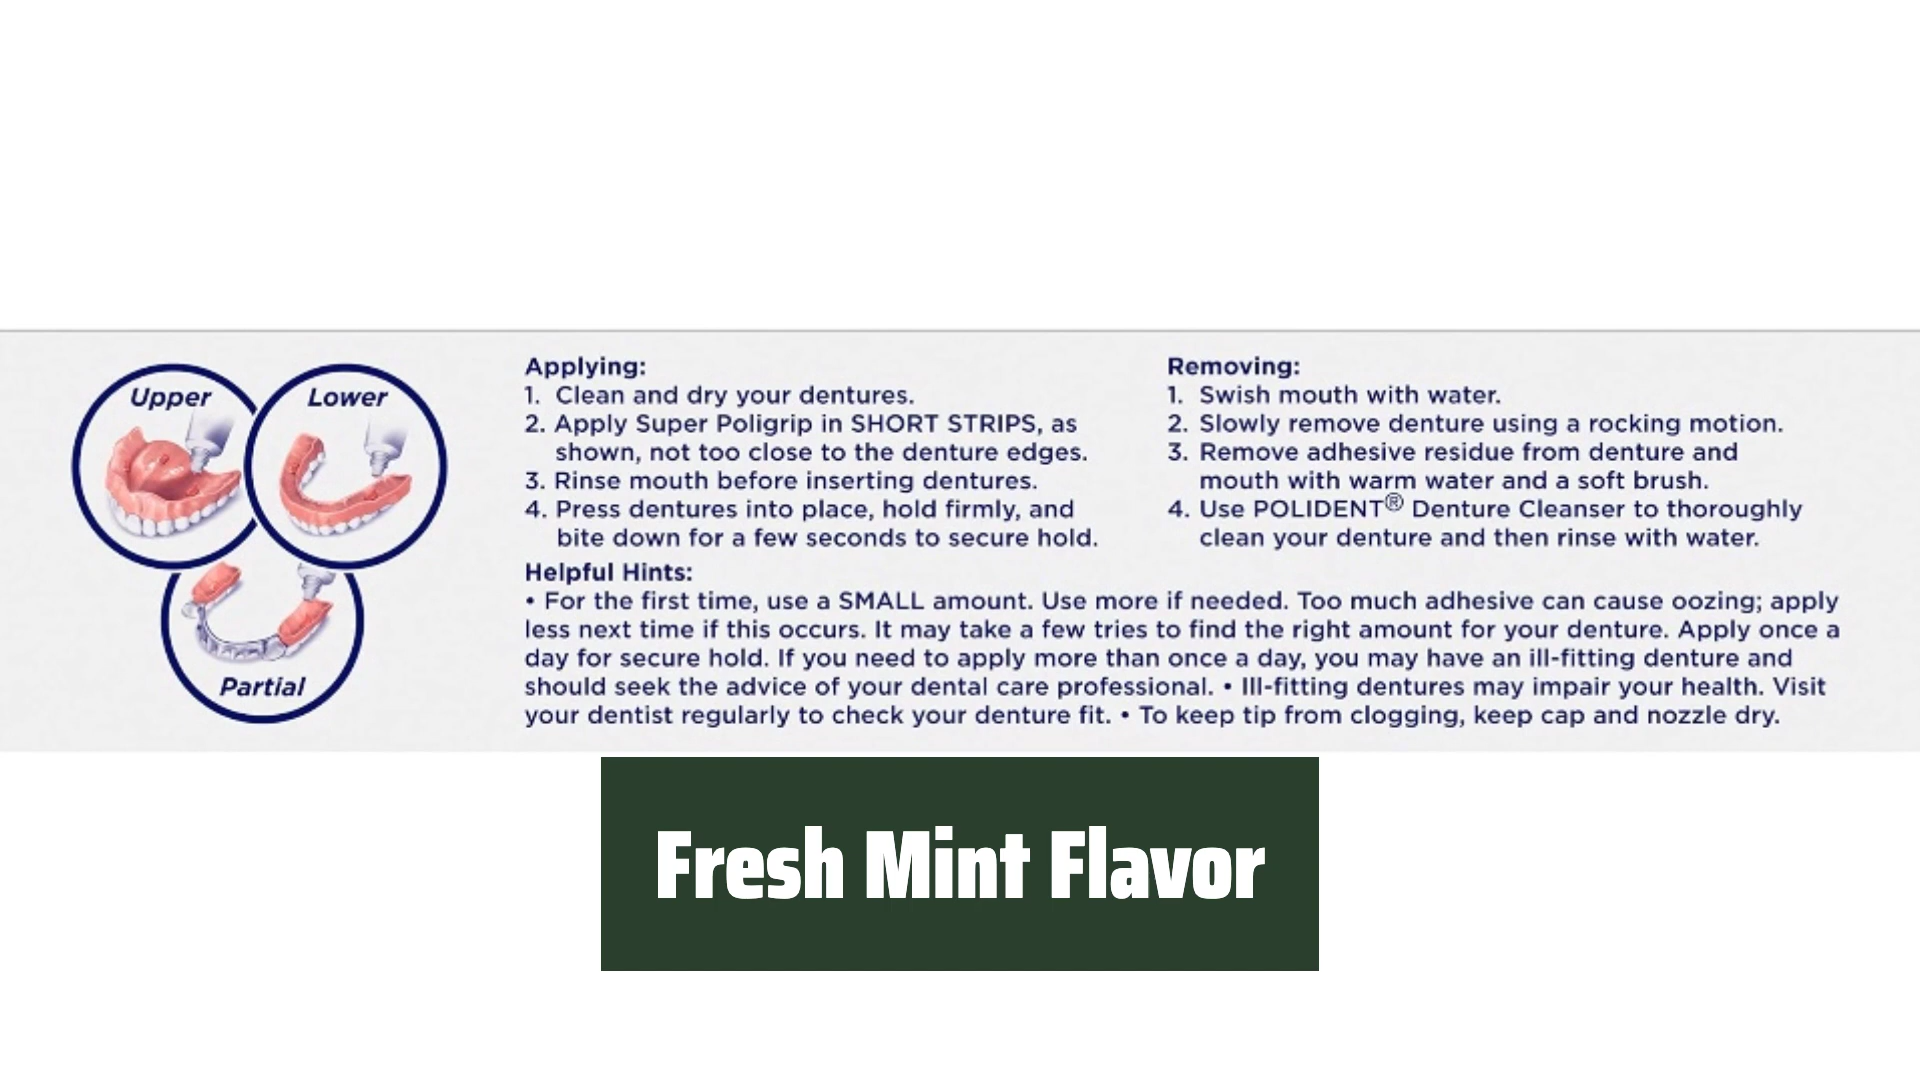 Upper
Lower
Partial
Applying:
1. Clean and dry your dentures.
2. Apply Super Poligrip in SHORT STRIPS, as
shown, not too close to the denture edges.
3. Rinse mouth before inserting dentures.
4. Press dentures into place, hold firmly, and
bite down for a few seconds to secure hold.
Removing:
1. Swish mouth with water.
2. Slowly remove denture using a rocking motion.
3. Remove adhesive residue from denture and
mouth with warm water and a soft brush.
4. Use POLIDENT® Denture Cleanser to thoroughly
clean your denture and then rinse with water.
Helpful Hints:
• For the first time, use a SMALL amount. Use more if needed. Too much adhesive can cause oozing; apply
less next time if this occurs. It may take a few tries to find the right amount for your denture. Apply once a
day for secure hold. If you need to apply more than once a day, you may have an ill-fitting denture and
should seek the advice of your dental care professional. • Ill-fitting dentures may impair your health. Visit
your dentist regularly to check your denture fit. • To keep tip from clogging, keep cap and nozzle dry.
Fresh Mint Flavor